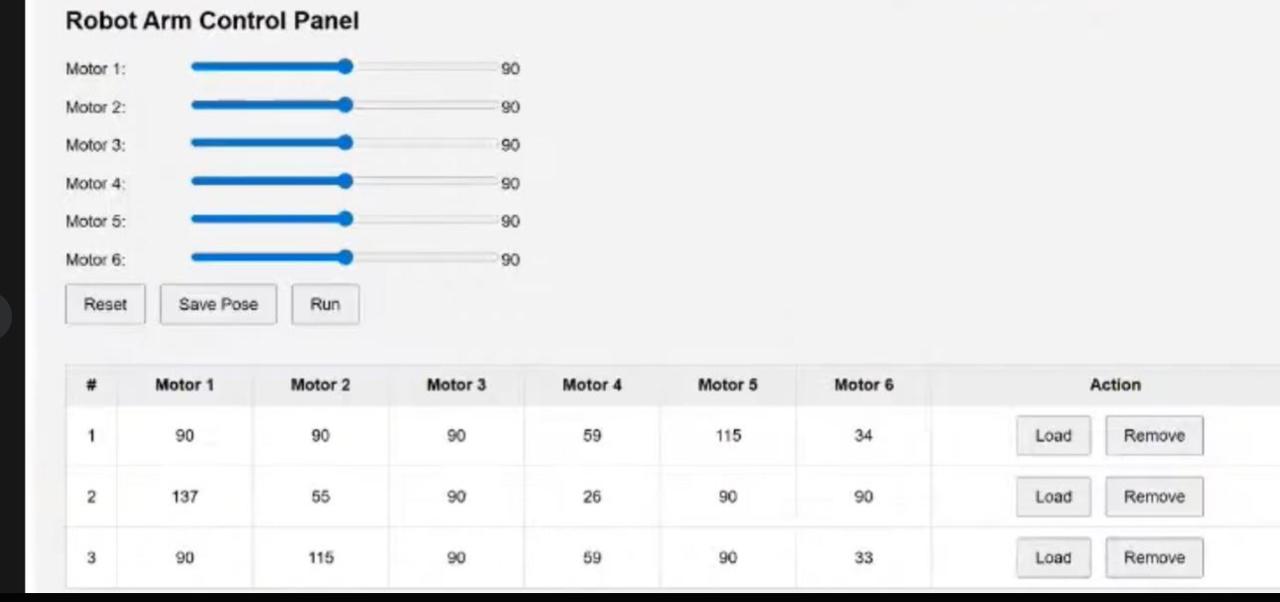 Robot Arm Control Panel
Motor 1: 90
Motor 2: 90
Motor 3: 90
Motor 4: 90
Motor 5: 90
Motor 6: 90
Reset Save Pose Run
# Motor 1 Motor 2 Motor 3 Motor 4 Motor 5 Motor 6 Action
1 90 90 90 59 115 34 Load Remove
2 137 55 90 26 90 90 Load Remove
3 90 115 90 59 90 33 Load Remove